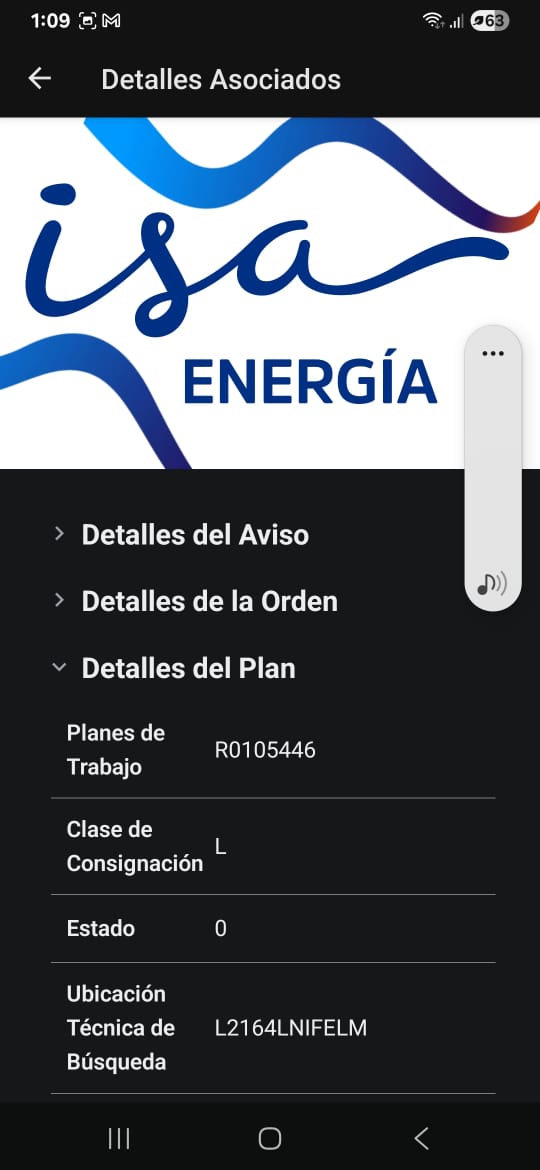 1:09
63
Detalles Asociados
isa
ENERGÍA
Detalles del Aviso
Detalles de la Orden
Detalles del Plan
Planes de
Trabajo
R0105446
Clase de
Consignación
L
Estado
0
Ubicación
Técnica de
Búsqueda
L2164LNIFELM